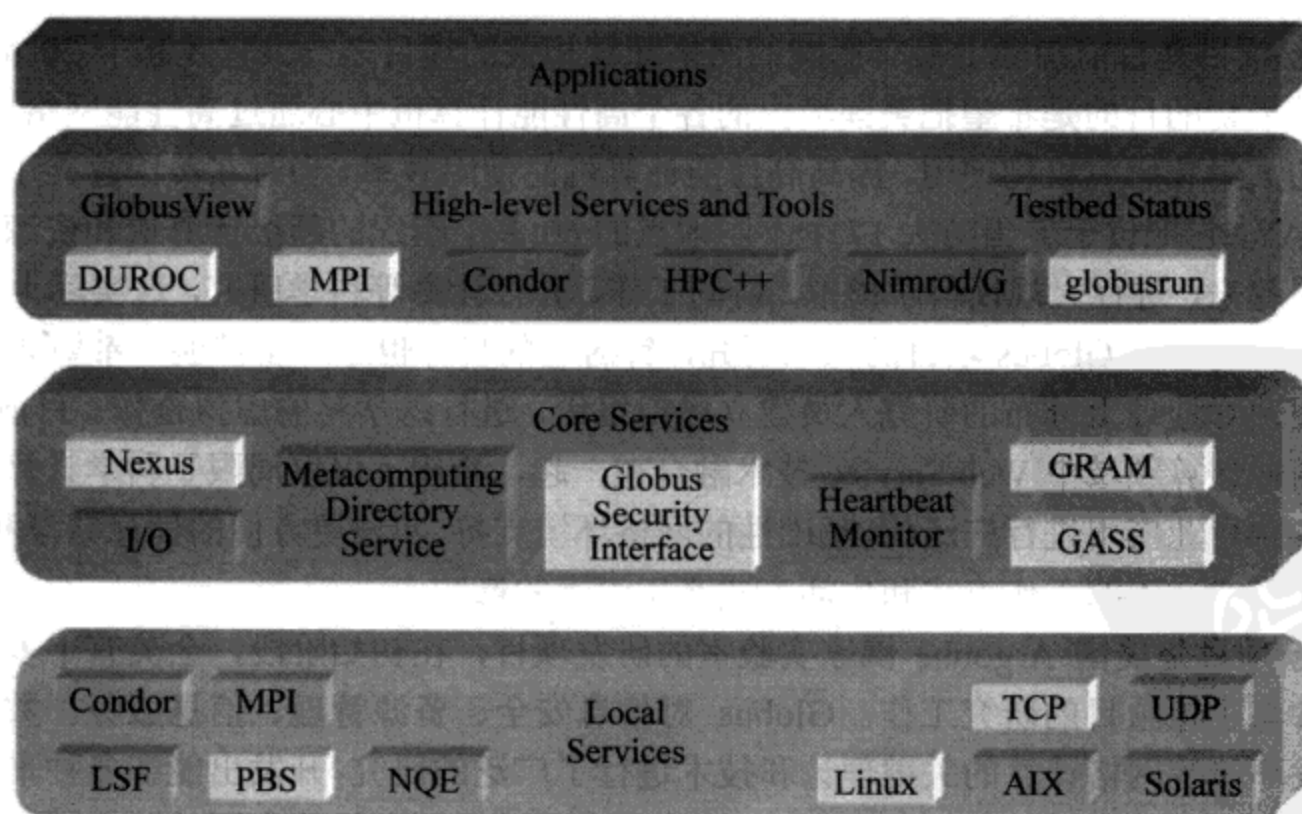 Applications
GlobusView
High-level Services and Tools
Testbed Status
DUROC
MPI
Condor
HPC++
Nimrod/G
globusrun
Core Services
Nexus
I/O
Metacomputing
Directory
Service
Globus
Security
Interface
Heartbeat
Monitor
GRAM
GASS
Local
Services
Condor
MPI
LSF
PBS
NQE
TCP
UDP
Linux
AIX
Solaris